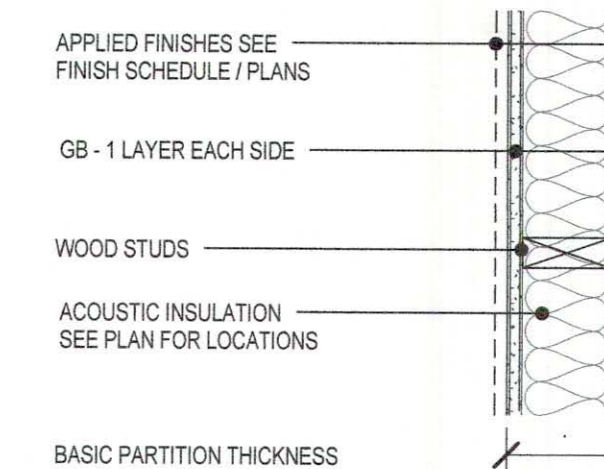 APPLIED FINISHES SEE
FINISH SCHEDULE / PLANS
GB - 1 LAYER EACH SIDE
WOOD STUDS
ACOUSTIC INSULATION
SEE PLAN FOR LOCATIONS
BASIC PARTITION THICKNESS